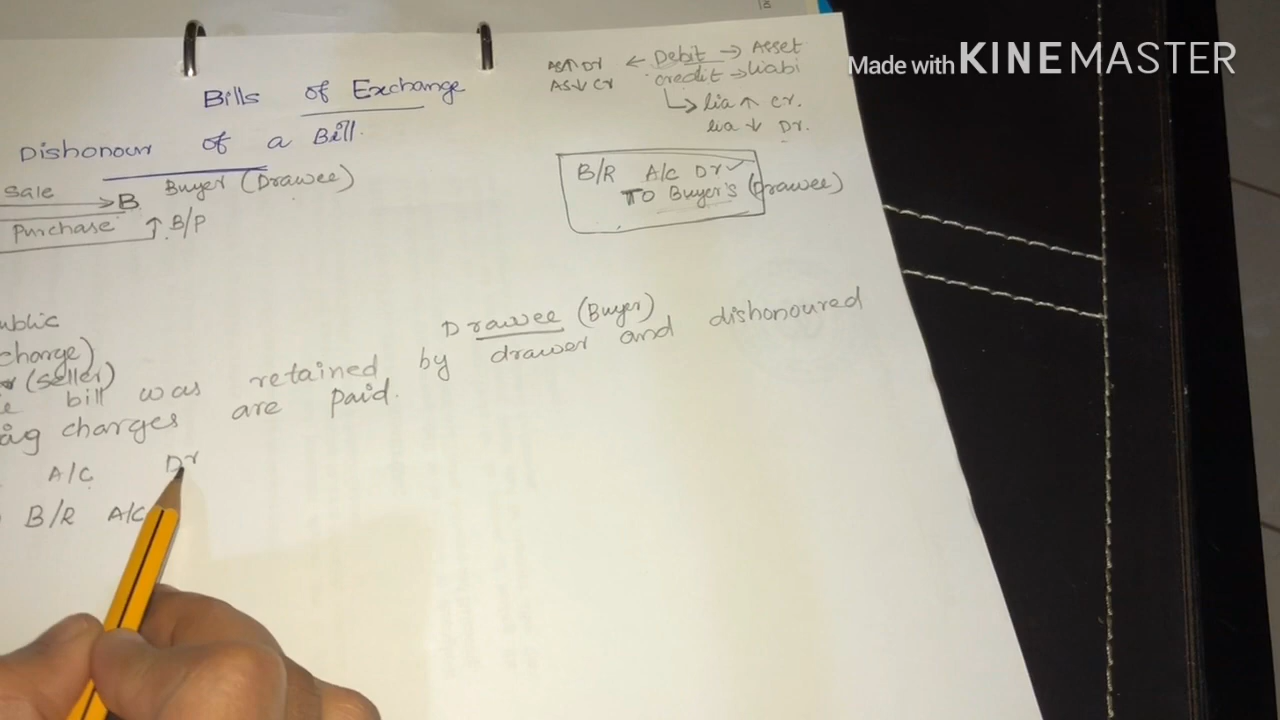 Made with KINEMASTER
AS↑ Dr ← Debit → Asset
AS↓ Cr credit → liabi
↳ lia ↑ Cr.
lia ↓ Dr.
Bills of Exchange
Dishonour of a Bill.
Sale → B Buyer (Drawee)
Purchase ↑ B/P
B/R A/C Dr ✓
TO Buyer's (Drawee)
ublic
change)
(Seller) Drawee (Buyer)
bill was retained by drawer and dishonoured
charges are paid.
A/C Dr
B/R A/C